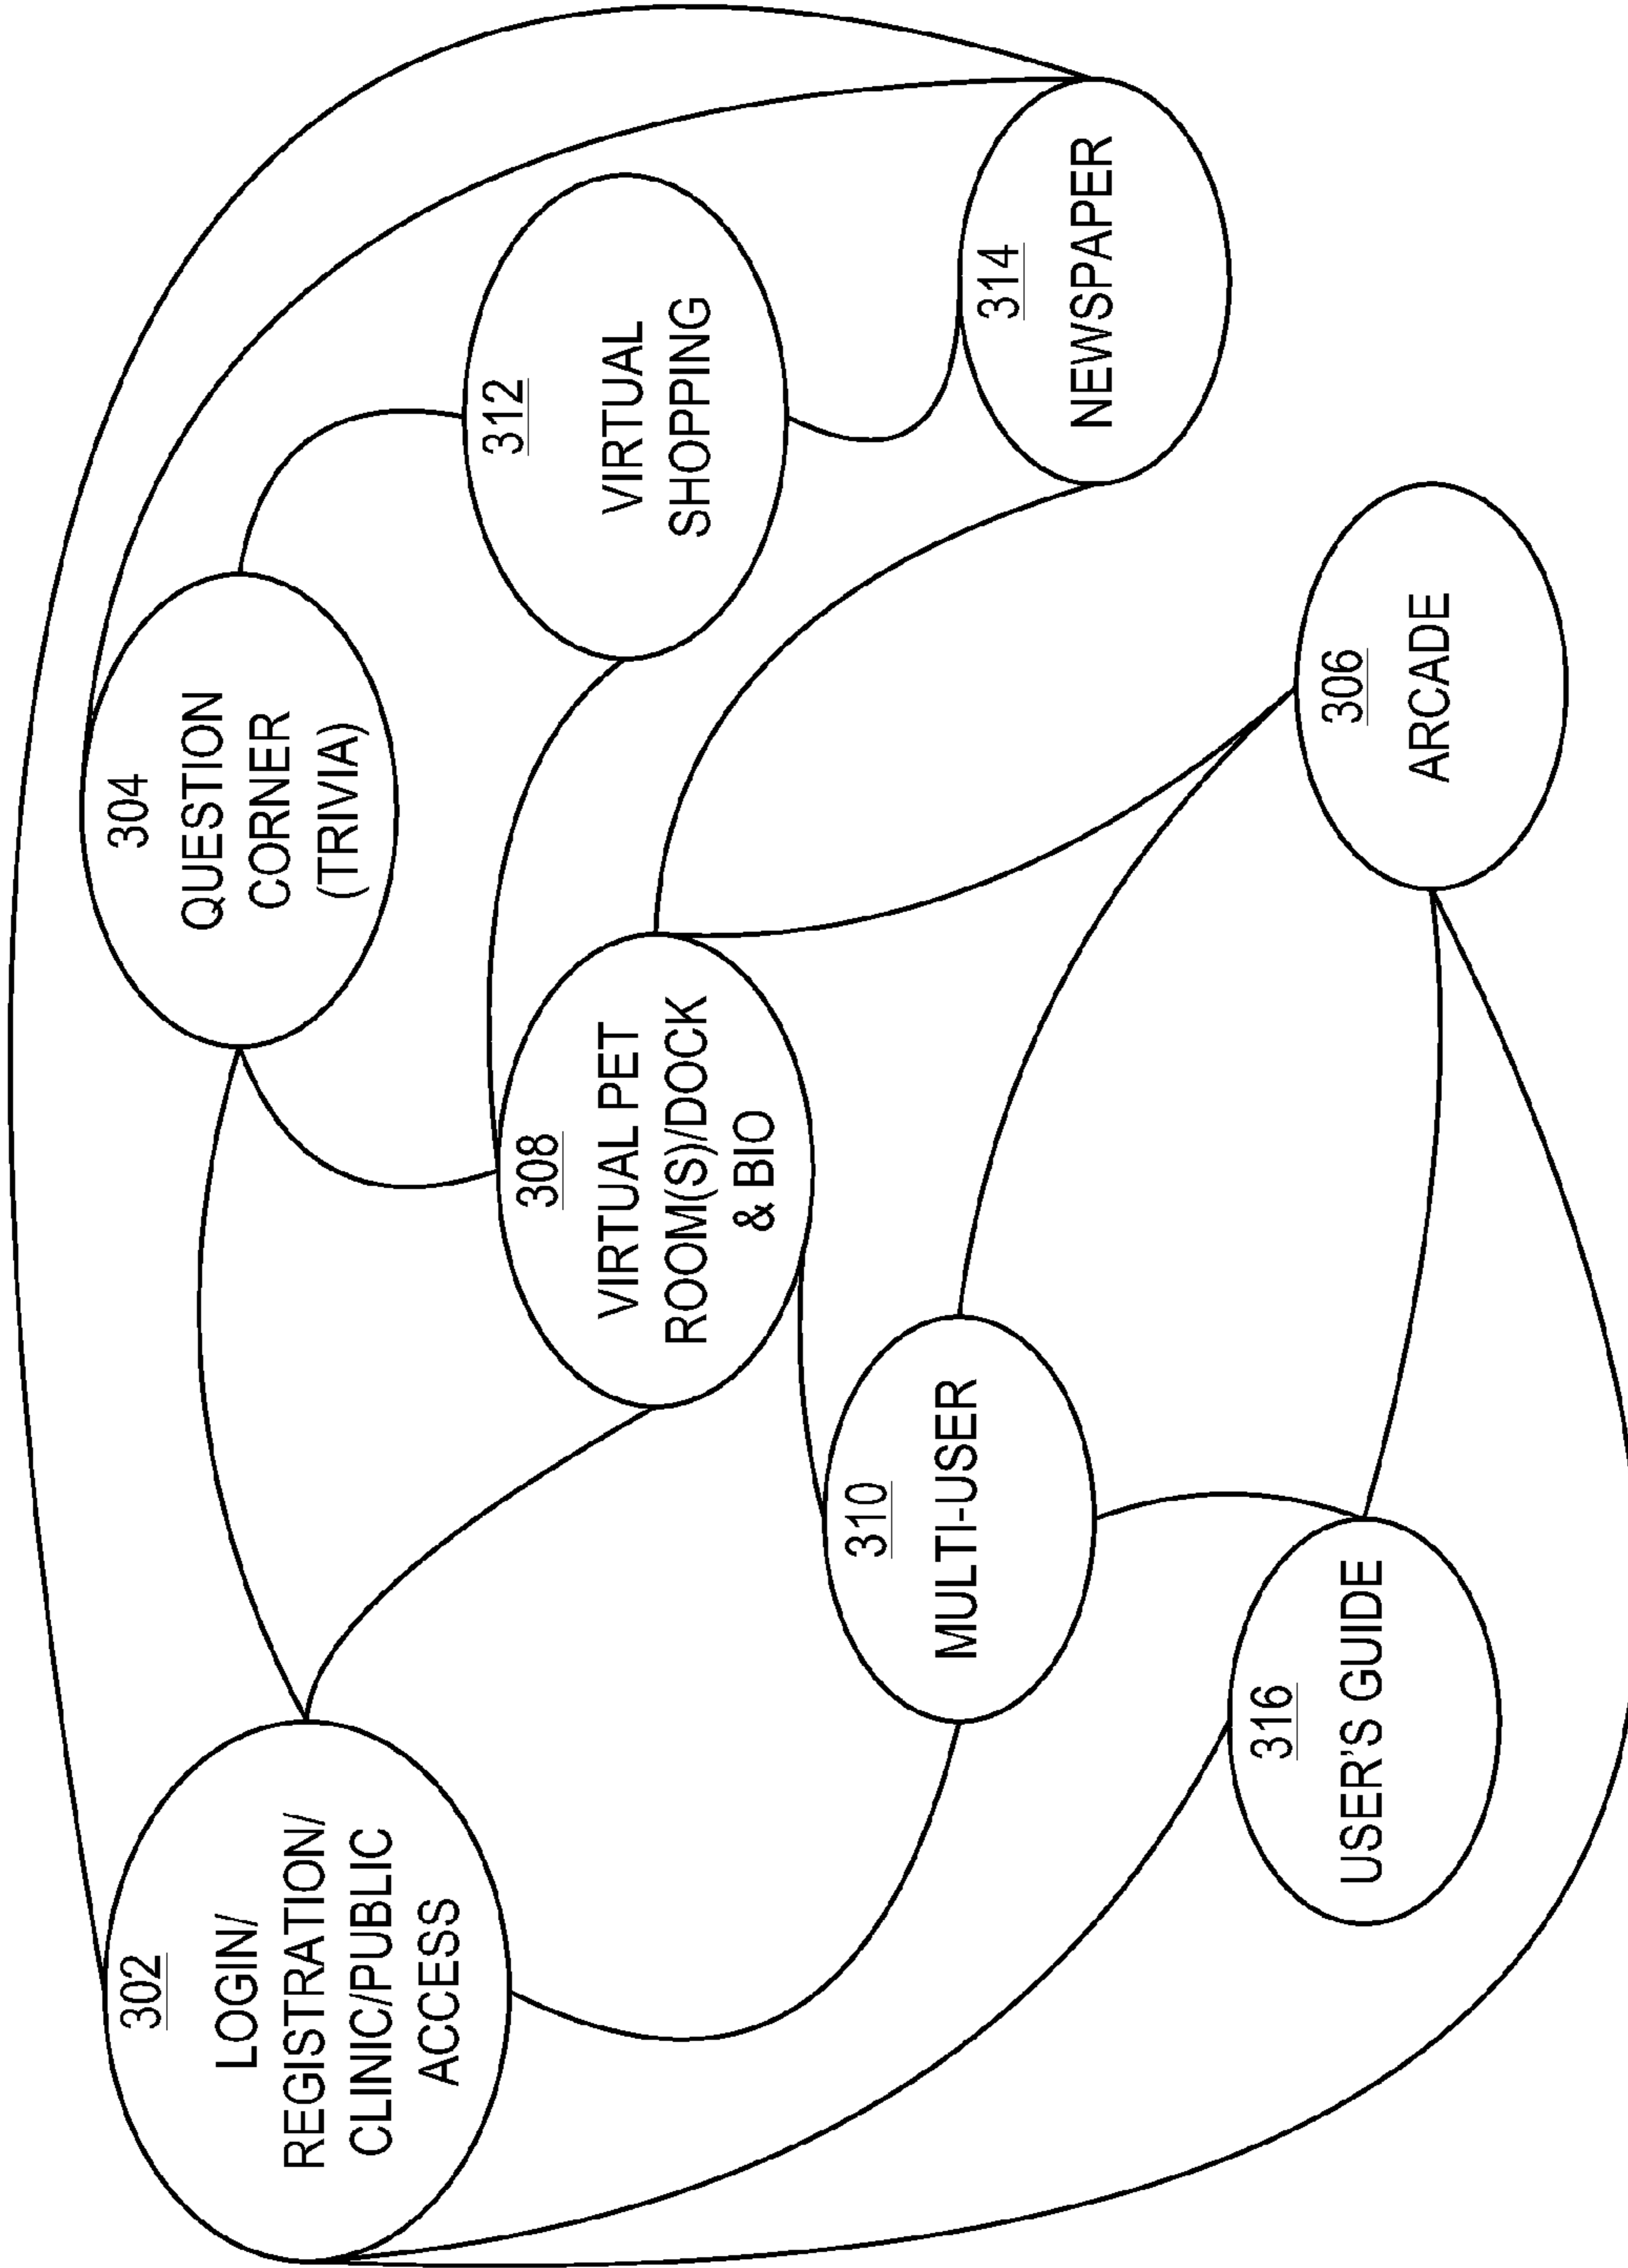 302
LOGIN/
REGISTRATION/
CLINIC/PUBLIC
ACCESS
304
QUESTION
CORNER
(TRIVIA)
308
VIRTUAL PET
ROOM(S)/DOCK
& BIO
312
VIRTUAL
SHOPPING
310
MULTI-USER
314
NEWSPAPER
316
USER'S GUIDE
306
ARCADE